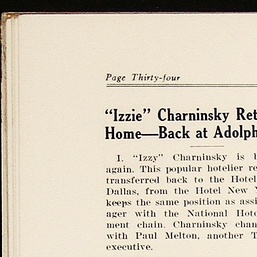 Page Thirty-four
"Izzie" Charninsky Ret
Home—Back at Adolph
I. "Izzy" Charninsky is b
again. This popular hotelier re
transferred back to the Hotel
Dallas, from the Hotel New Y
keeps the same position as assi
ager with the National Hote
ment chain. Charninsky chan
with Paul Melton, another T
executive.